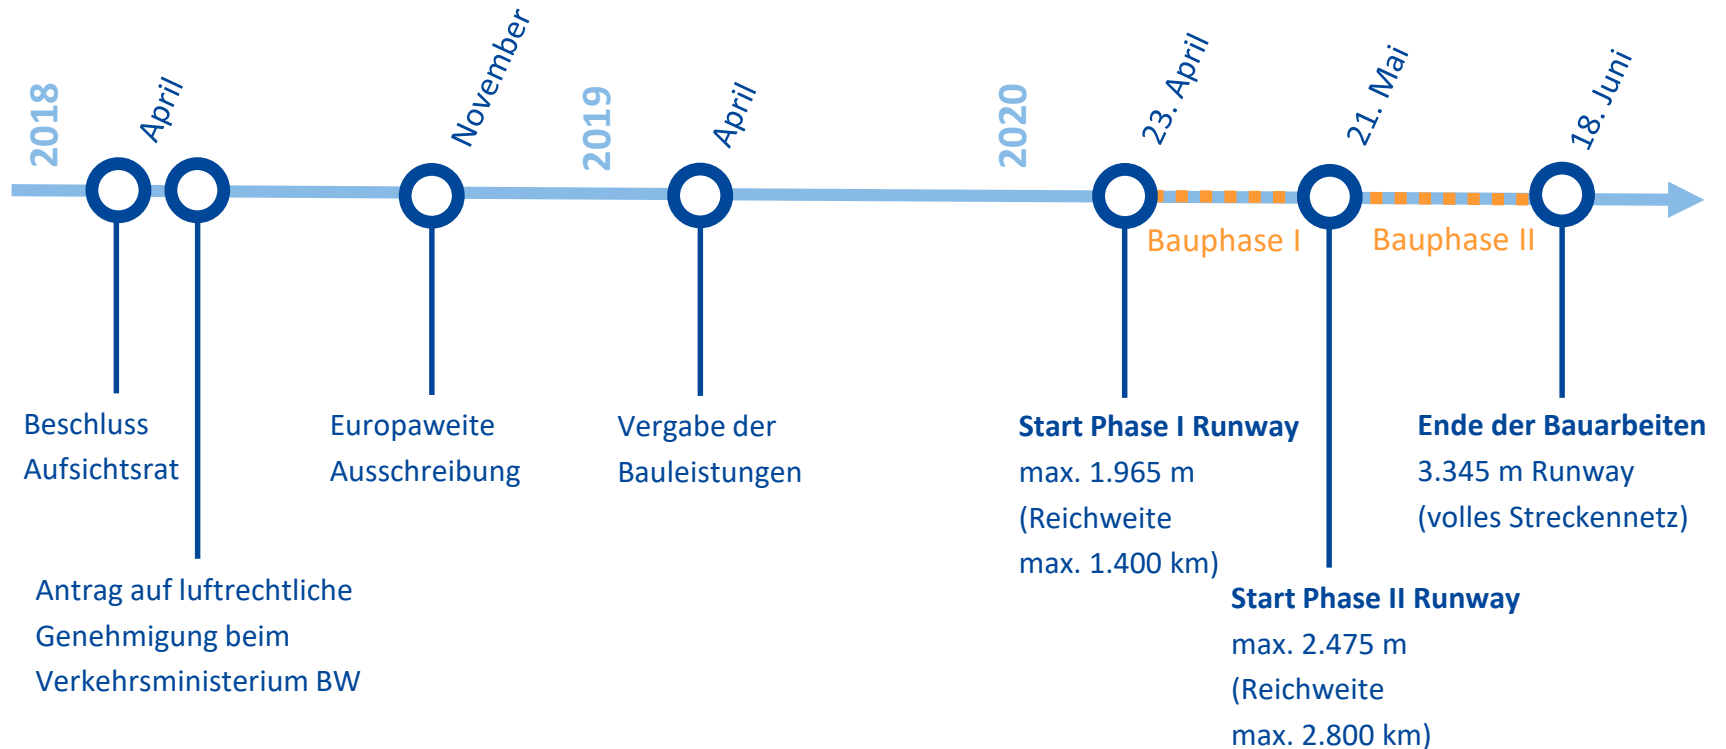 2018
April
November
2019
April
2020
23. April
21. Mai
18. Juni
Bauphase I
Bauphase II
Beschluss
Aufsichtsrat
Antrag auf luftrechtliche
Genehmigung beim
Verkehrsministerium BW
Europaweite
Ausschreibung
Vergabe der
Bauleistungen
Start Phase I Runway
max. 1.965 m
(Reichweite
max. 1.400 km)
Start Phase II Runway
max. 2.475 m
(Reichweite
max. 2.800 km)
Ende der Bauarbeiten
3.345 m Runway
(volles Streckennetz)